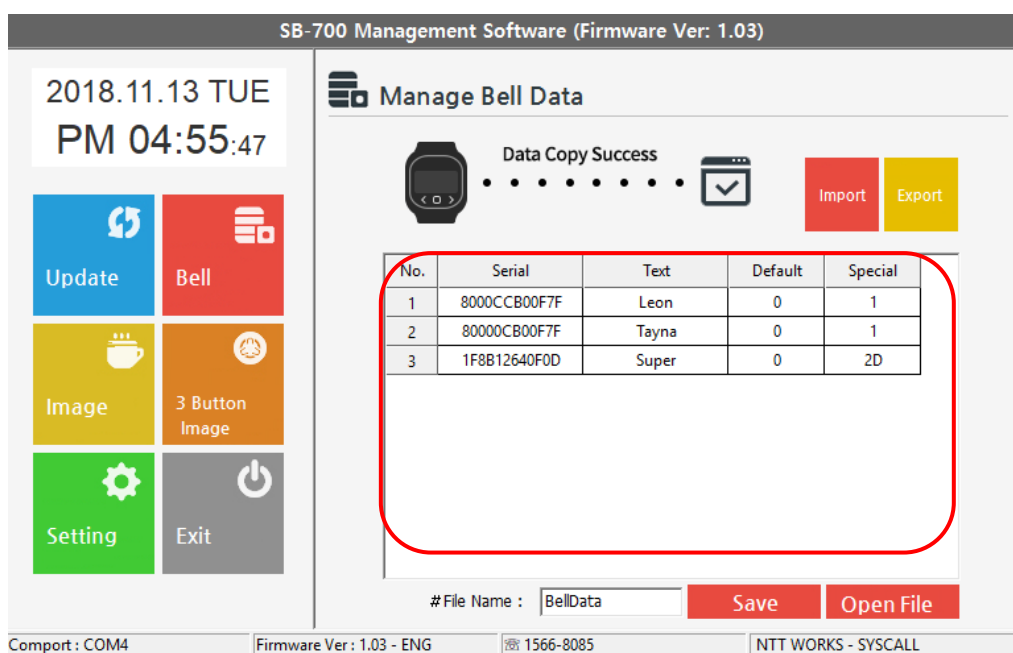 SB-700 Management Software (Firmware Ver: 1.03)
2018.11.13 TUE
PM 04:55:47
Update
Bell
Image
3 Button
Image
Setting
Exit
Manage Bell Data
Data Copy Success
Import
Export
No. Serial Text Default Special
1 8000CCB00F7F Leon 0 1
2 80000CB00F7F Tayna 0 1
3 1F8B12640F0D Super 0 2D
#File Name : BellData
Save
Open File
Comport : COM4
Firmware Ver : 1.03 - ENG
☏ 1566-8085
NTT WORKS - SYSCALL